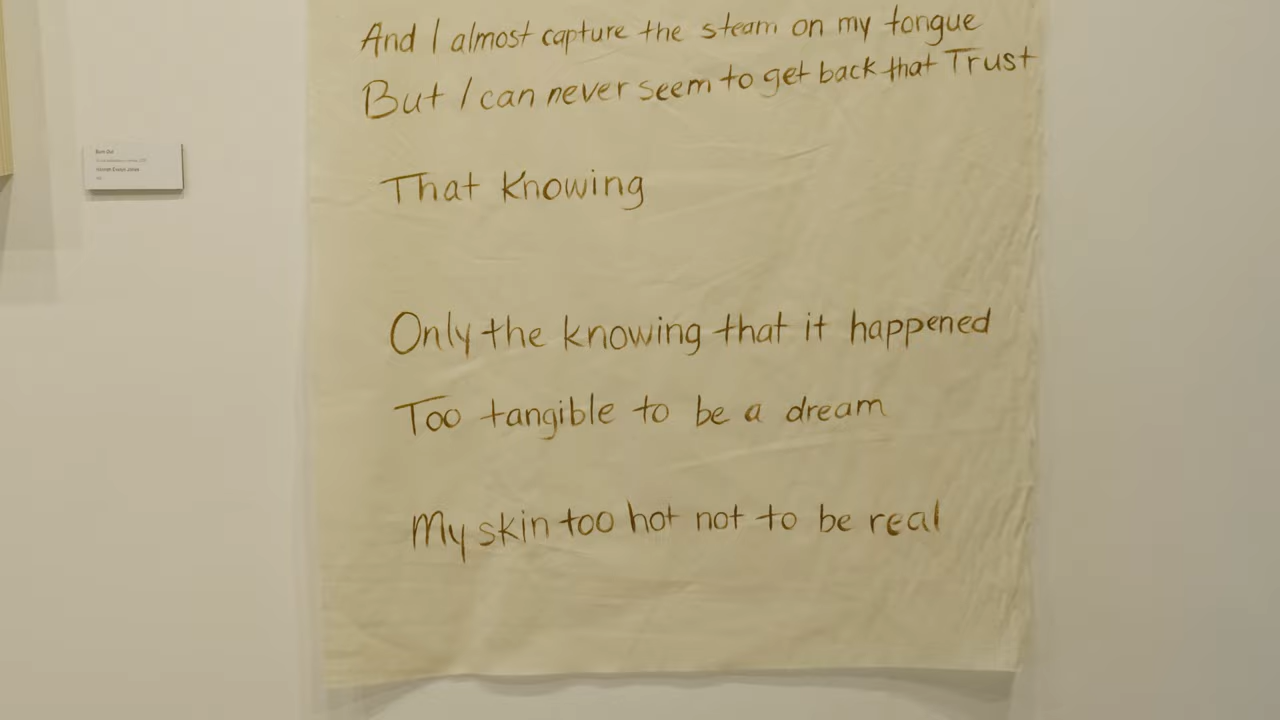 And I almost capture the steam on my tongue
But I can never seem to get back that Trust
That Knowing
Only the knowing that it happened
Too tangible to be a dream
My skin too hot not to be real
Burn Out